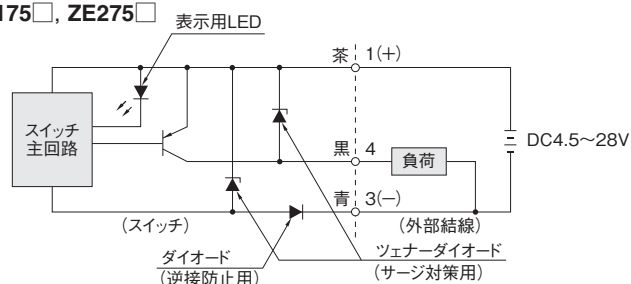 175□, ZE275□
表示用LED
茶 1(+)
スイッチ
主回路
黒 4
負荷
DC4.5～28V
青 3(−)
(スイッチ)
(外部結線)
ダイオード
(逆接防止用)
ツェナーダイオード
(サージ対策用)